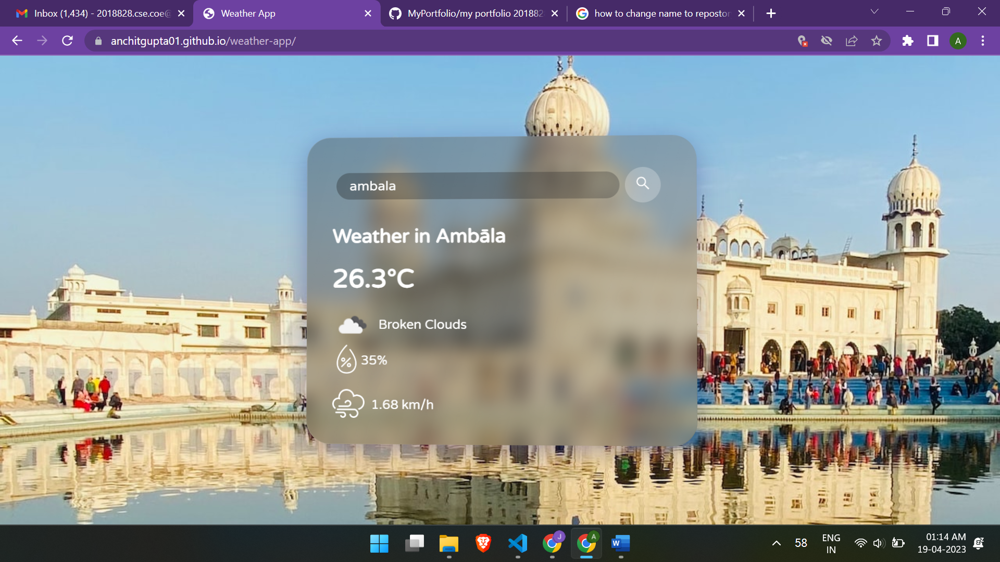 Inbox (1,434) - 2018828.cse.coe@
Weather App
MyPortfolio/my portfolio 201882
how to change name to repostor
anchitgupta01.github.io/weather-app/
A
ambala
Weather in Ambāla
26.3°C
Broken Clouds
%
35%
1.68 km/h
J
A
W
58
ENG
IN
01:14 AM
19-04-2023